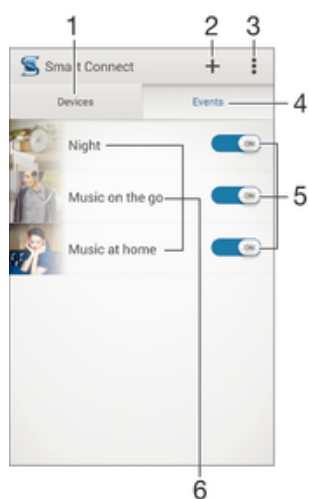 1 2 3
Smart Connect
Devices Events 4
Night ON
Music on the go ON 5
Music at home ON
6